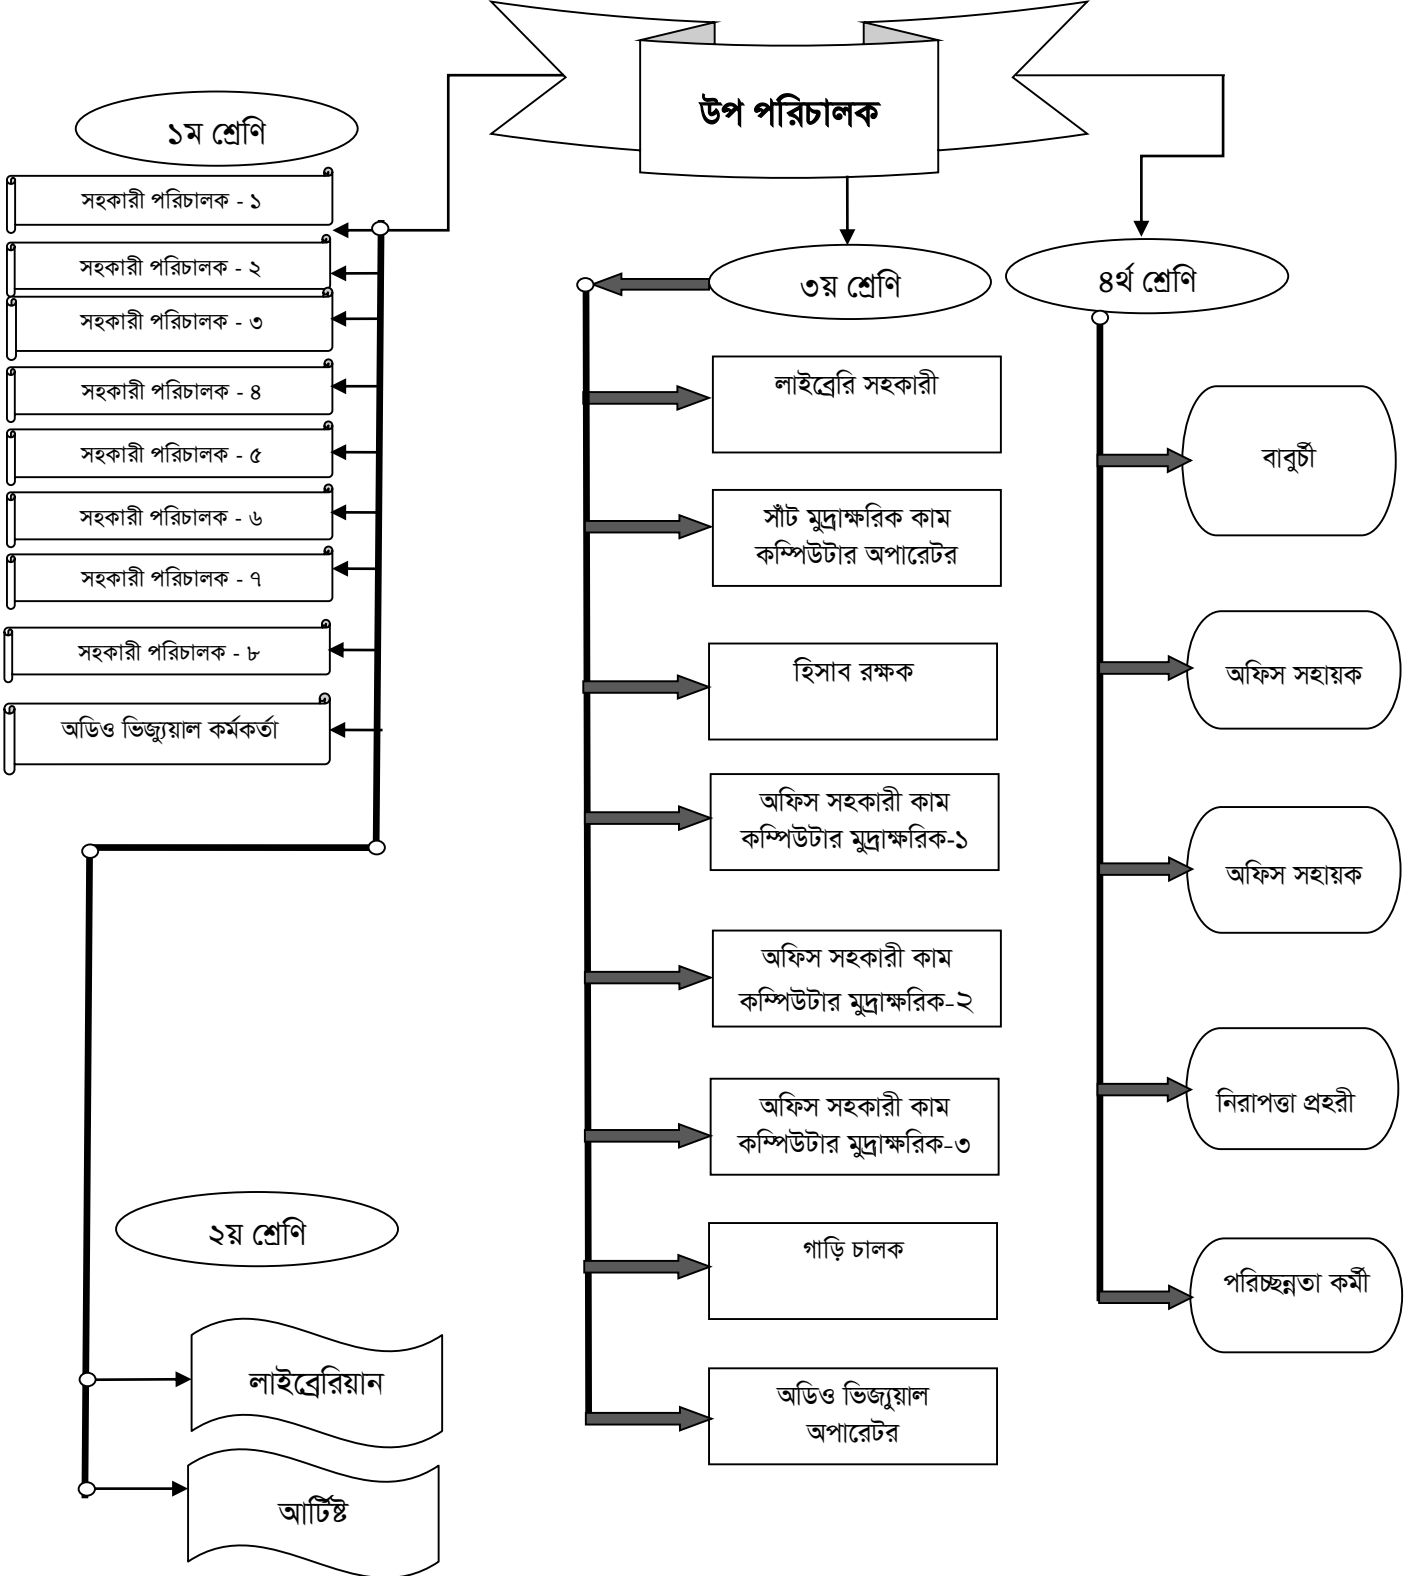 উপ পরিচালক
১ম শ্রেণি
সহকারী পরিচালক - ১
সহকারী পরিচালক - ২
সহকারী পরিচালক - ৩
সহকারী পরিচালক - ৪
সহকারী পরিচালক - ৫
সহকারী পরিচালক - ৬
সহকারী পরিচালক - ৭
সহকারী পরিচালক - ৮
অডিও ভিজ্যুয়াল কর্মকর্তা
২য় শ্রেণি
লাইব্রেরিয়ান
আর্টিষ্ট
৩য় শ্রেণি
লাইব্রেরি সহকারী
সাঁট মুদ্রাক্ষরিক কাম
কম্পিউটার অপারেটর
হিসাব রক্ষক
অফিস সহকারী কাম
কম্পিউটার মুদ্রাক্ষরিক-১
অফিস সহকারী কাম
কম্পিউটার মুদ্রাক্ষরিক-২
অফিস সহকারী কাম
কম্পিউটার মুদ্রাক্ষরিক-৩
গাড়ি চালক
অডিও ভিজ্যুয়াল
অপারেটর
৪র্থ শ্রেণি
বাবুর্চী
অফিস সহায়ক
অফিস সহায়ক
নিরাপত্তা প্রহরী
পরিচ্ছন্নতা কর্মী